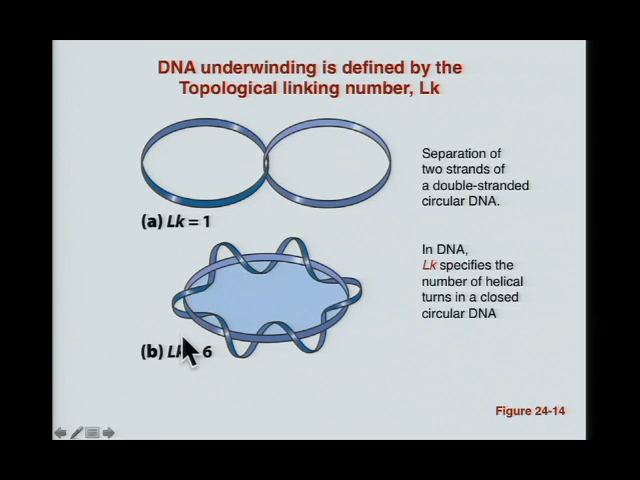 DNA underwinding is defined by the
Topological linking number, Lk
Separation of
two strands of
a double-stranded
circular DNA.
(a) Lk = 1
In DNA,
Lk specifies the
number of helical
turns in a closed
circular DNA
(b) 6
Figure 24-14